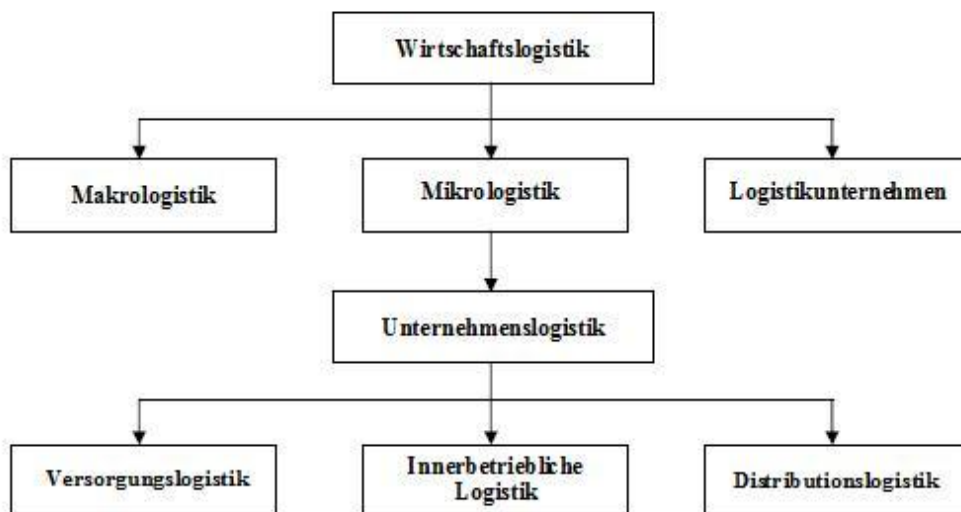 Wirtschaftslogistik
Makrologistik
Mikrologistik
Logistikunternehmen
Unternehmenslogistik
Versorgungslogistik
Innerbetriebliche
Logistik
Distributionslogistik